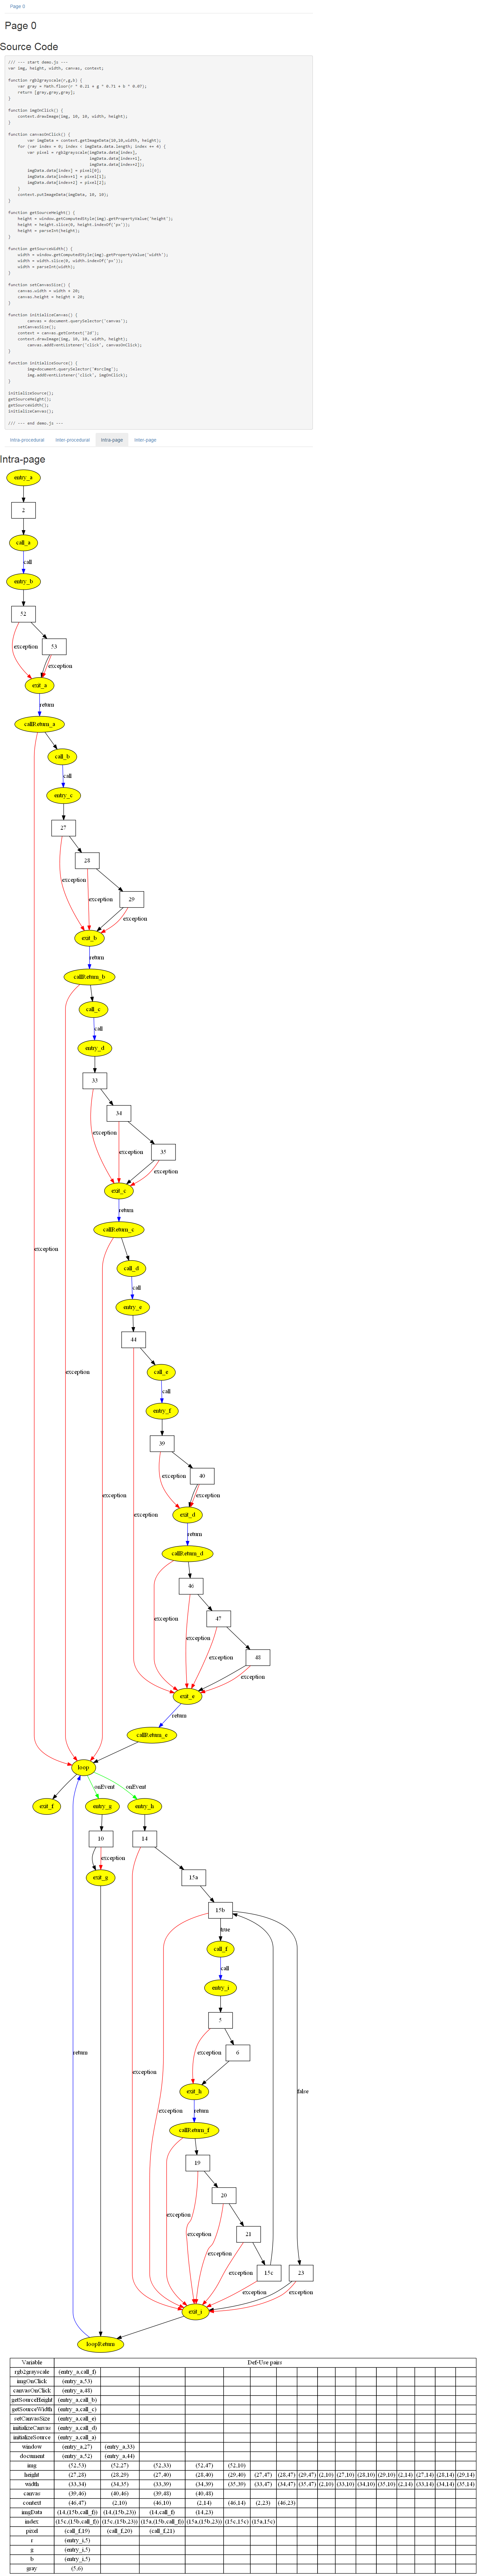 Page 0
Page 0
Source Code
/// --- start demo.js ---
var img, height, width, canvas, context;
function rgb2grayscale(r,g,b) {
var gray = Math.floor(r * 0.21 + g * 0.71 + b * 0.07);
return [gray,gray,gray];
}
function imgOnClick() {
context.drawImage(img, 10, 10, width, height);
}
function canvasOnClick() {
var imgData = context.getImageData(10,10,width, height);
for (var index = 0; index < imgData.data.length; index += 4) {
var pixel = rgb2grayscale(imgData.data[index],
imgData.data[index+1],
imgData.data[index+2]);
imgData.data[index] = pixel[0];
imgData.data[index+1] = pixel[1];
imgData.data[index+2] = pixel[2];
}
context.putImageData(imgData, 10, 10);
}
function getSourceHeight() {
height = window.getComputedStyle(img).getPropertyValue('height');
height = height.slice(0, height.indexOf('px'));
height = parseInt(height);
}
function getSourceWidth() {
width = window.getComputedStyle(img).getPropertyValue('width');
width = width.slice(0, width.indexOf('px'));
width = parseInt(width);
}
function setCanvasSize() {
canvas.width = width + 20;
canvas.height = height + 20;
}
function initializeCanvas() {
canvas = document.querySelector('canvas');
setCanvasSize();
context = canvas.getContext('2d');
context.drawImage(img, 10, 10, width, height);
canvas.addEventListener('click', canvasOnClick);
}
function initializeSource() {
img=document.querySelector('#srcImg');
img.addEventListener('click', imgOnClick);
}
initializeSource();
getSourceHeight();
getSourceWidth();
initializeCanvas();
/// --- end demo.js ---
Intra-procedural Inter-procedural Intra-page Inter-page
Intra-page
entry_a
2
call_a
call
entry_b
52
exception
53
exception
exit_a
return
callReturn_a
call_b
call
entry_c
27
exception
28
exception
29
exception
exit_b
return
callReturn_b
call_c
call
entry_d
33
exception
34
exception
35
exception
exit_c
return
callReturn_c
exception
call_d
call
entry_e
44
call_e
exception
call
entry_f
39
exception
40
exception
exception
exit_d
exception
return
callReturn_d
46
exception
47
exception
48
exception
exception
exit_e
return
callReturn_e
loop
onEvent
onEvent
exit_f
entry_g
entry_h
10
exception
14
exit_g
15a
15b
true
call_f
call
entry_i
5
exception
6
return
exception
false
exit_h
return
callReturn_f
19
exception
20
exception
21
exception
15c
exception
23
exception
exit_i
loopReturn
Variable Def-Use pairs
rgb2grayscale (entry_a,call_f)
imgOnClick (entry_a,53)
canvasOnClick (entry_a,48)
getSourceHeight (entry_a,call_b)
getSourceWidth (entry_a,call_c)
setCanvasSize (entry_a,call_e)
initializeCanvas (entry_a,call_d)
initializeSource (entry_a,call_a)
window (entry_a,27) (entry_a,33)
document (entry_a,52) (entry_a,44)
img (52,53) (52,27) (52,33) (52,47) (52,10)
height (27,28) (28,29) (27,40) (28,40) (29,40) (27,47) (28,47) (29,47) (2,10) (27,10) (28,10) (29,10) (2,14) (27,14) (28,14) (29,14)
width (33,34) (34,35) (33,39) (34,39) (35,39) (33,47) (34,47) (35,47) (2,10) (33,10) (34,10) (35,10) (2,14) (33,14) (34,14) (35,14)
canvas (39,46) (40,46) (39,48) (40,48)
context (46,47) (2,10) (46,10) (2,14) (46,14) (2,23) (46,23)
imgData (14,(15b,call_f)) (14,(15b,23)) (14,call_f) (14,23)
index (15c,(15b,call_f)) (15c,(15b,23)) (15a,(15b,call_f)) (15a,(15b,23)) (15c,15c) (15a,15c)
pixel (call_f,19) (call_f,20) (call_f,21)
r (entry_i,5)
g (entry_i,5)
b (entry_i,5)
gray (5,6)